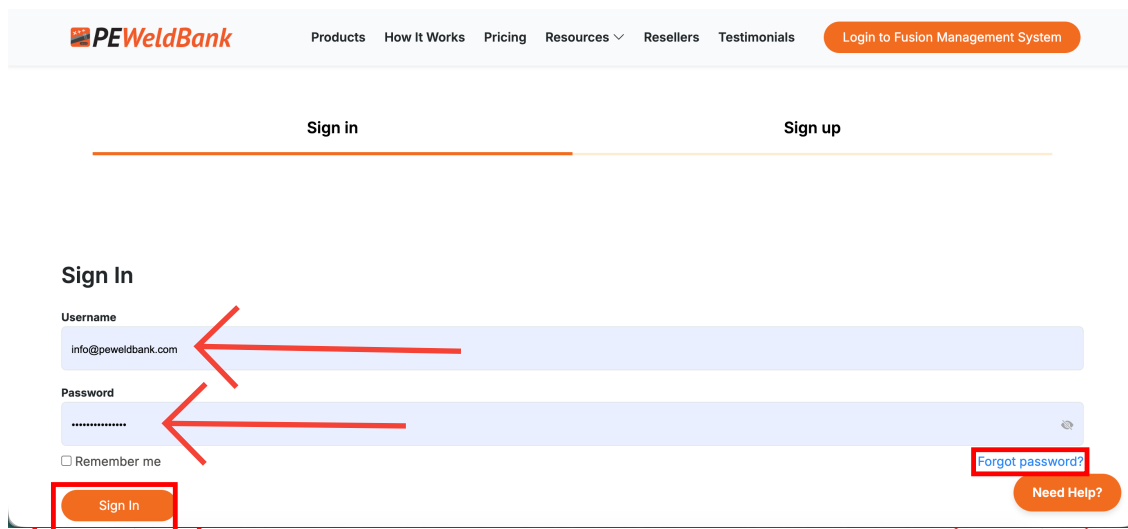 PEWeldBank
Products How It Works Pricing Resources Resellers Testimonials Login to Fusion Management System
Sign in Sign up
Sign In
Username
info@peweldbank.com
Password
Remember me Forgot password?
Sign In Need Help?